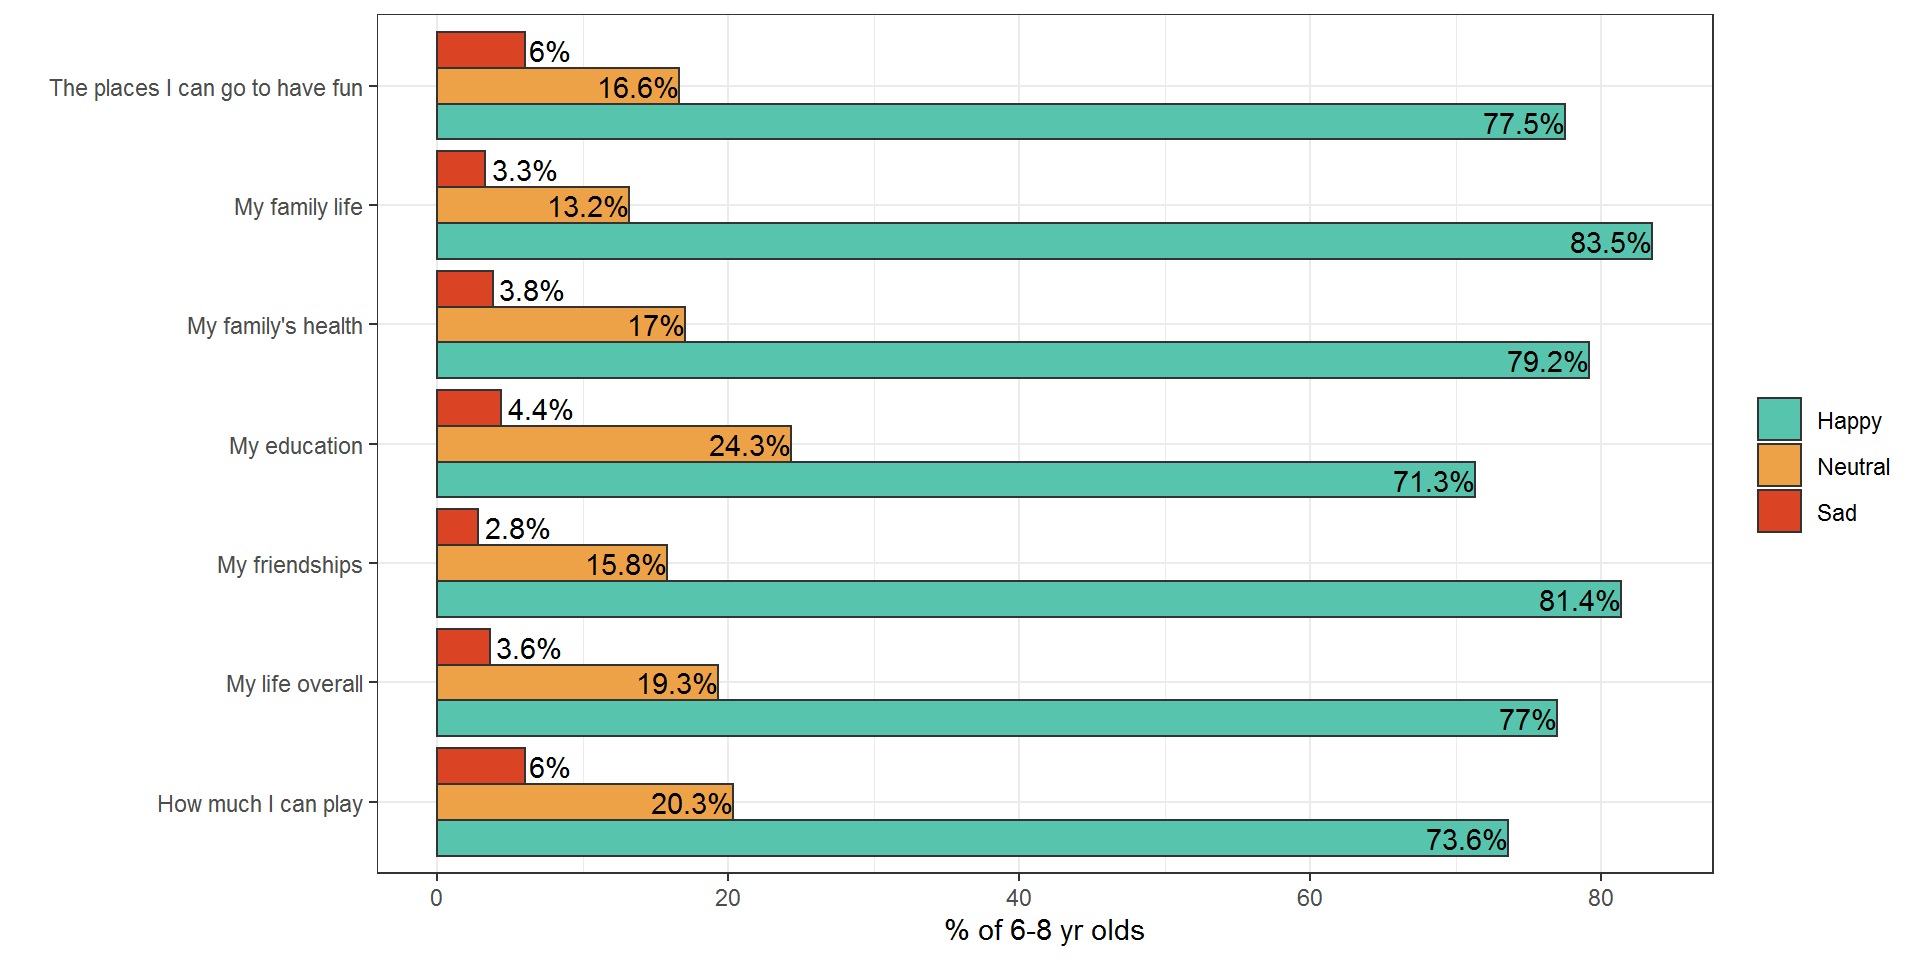 The places I can go to have fun
6%
16.6%
77.5%
My family life
3.3%
13.2%
83.5%
My family's health
3.8%
17%
79.2%
My education
4.4%
24.3%
71.3%
My friendships
2.8%
15.8%
81.4%
My life overall
3.6%
19.3%
77%
How much I can play
6%
20.3%
73.6%
0 20 40 60 80
% of 6-8 yr olds
Happy
Neutral
Sad